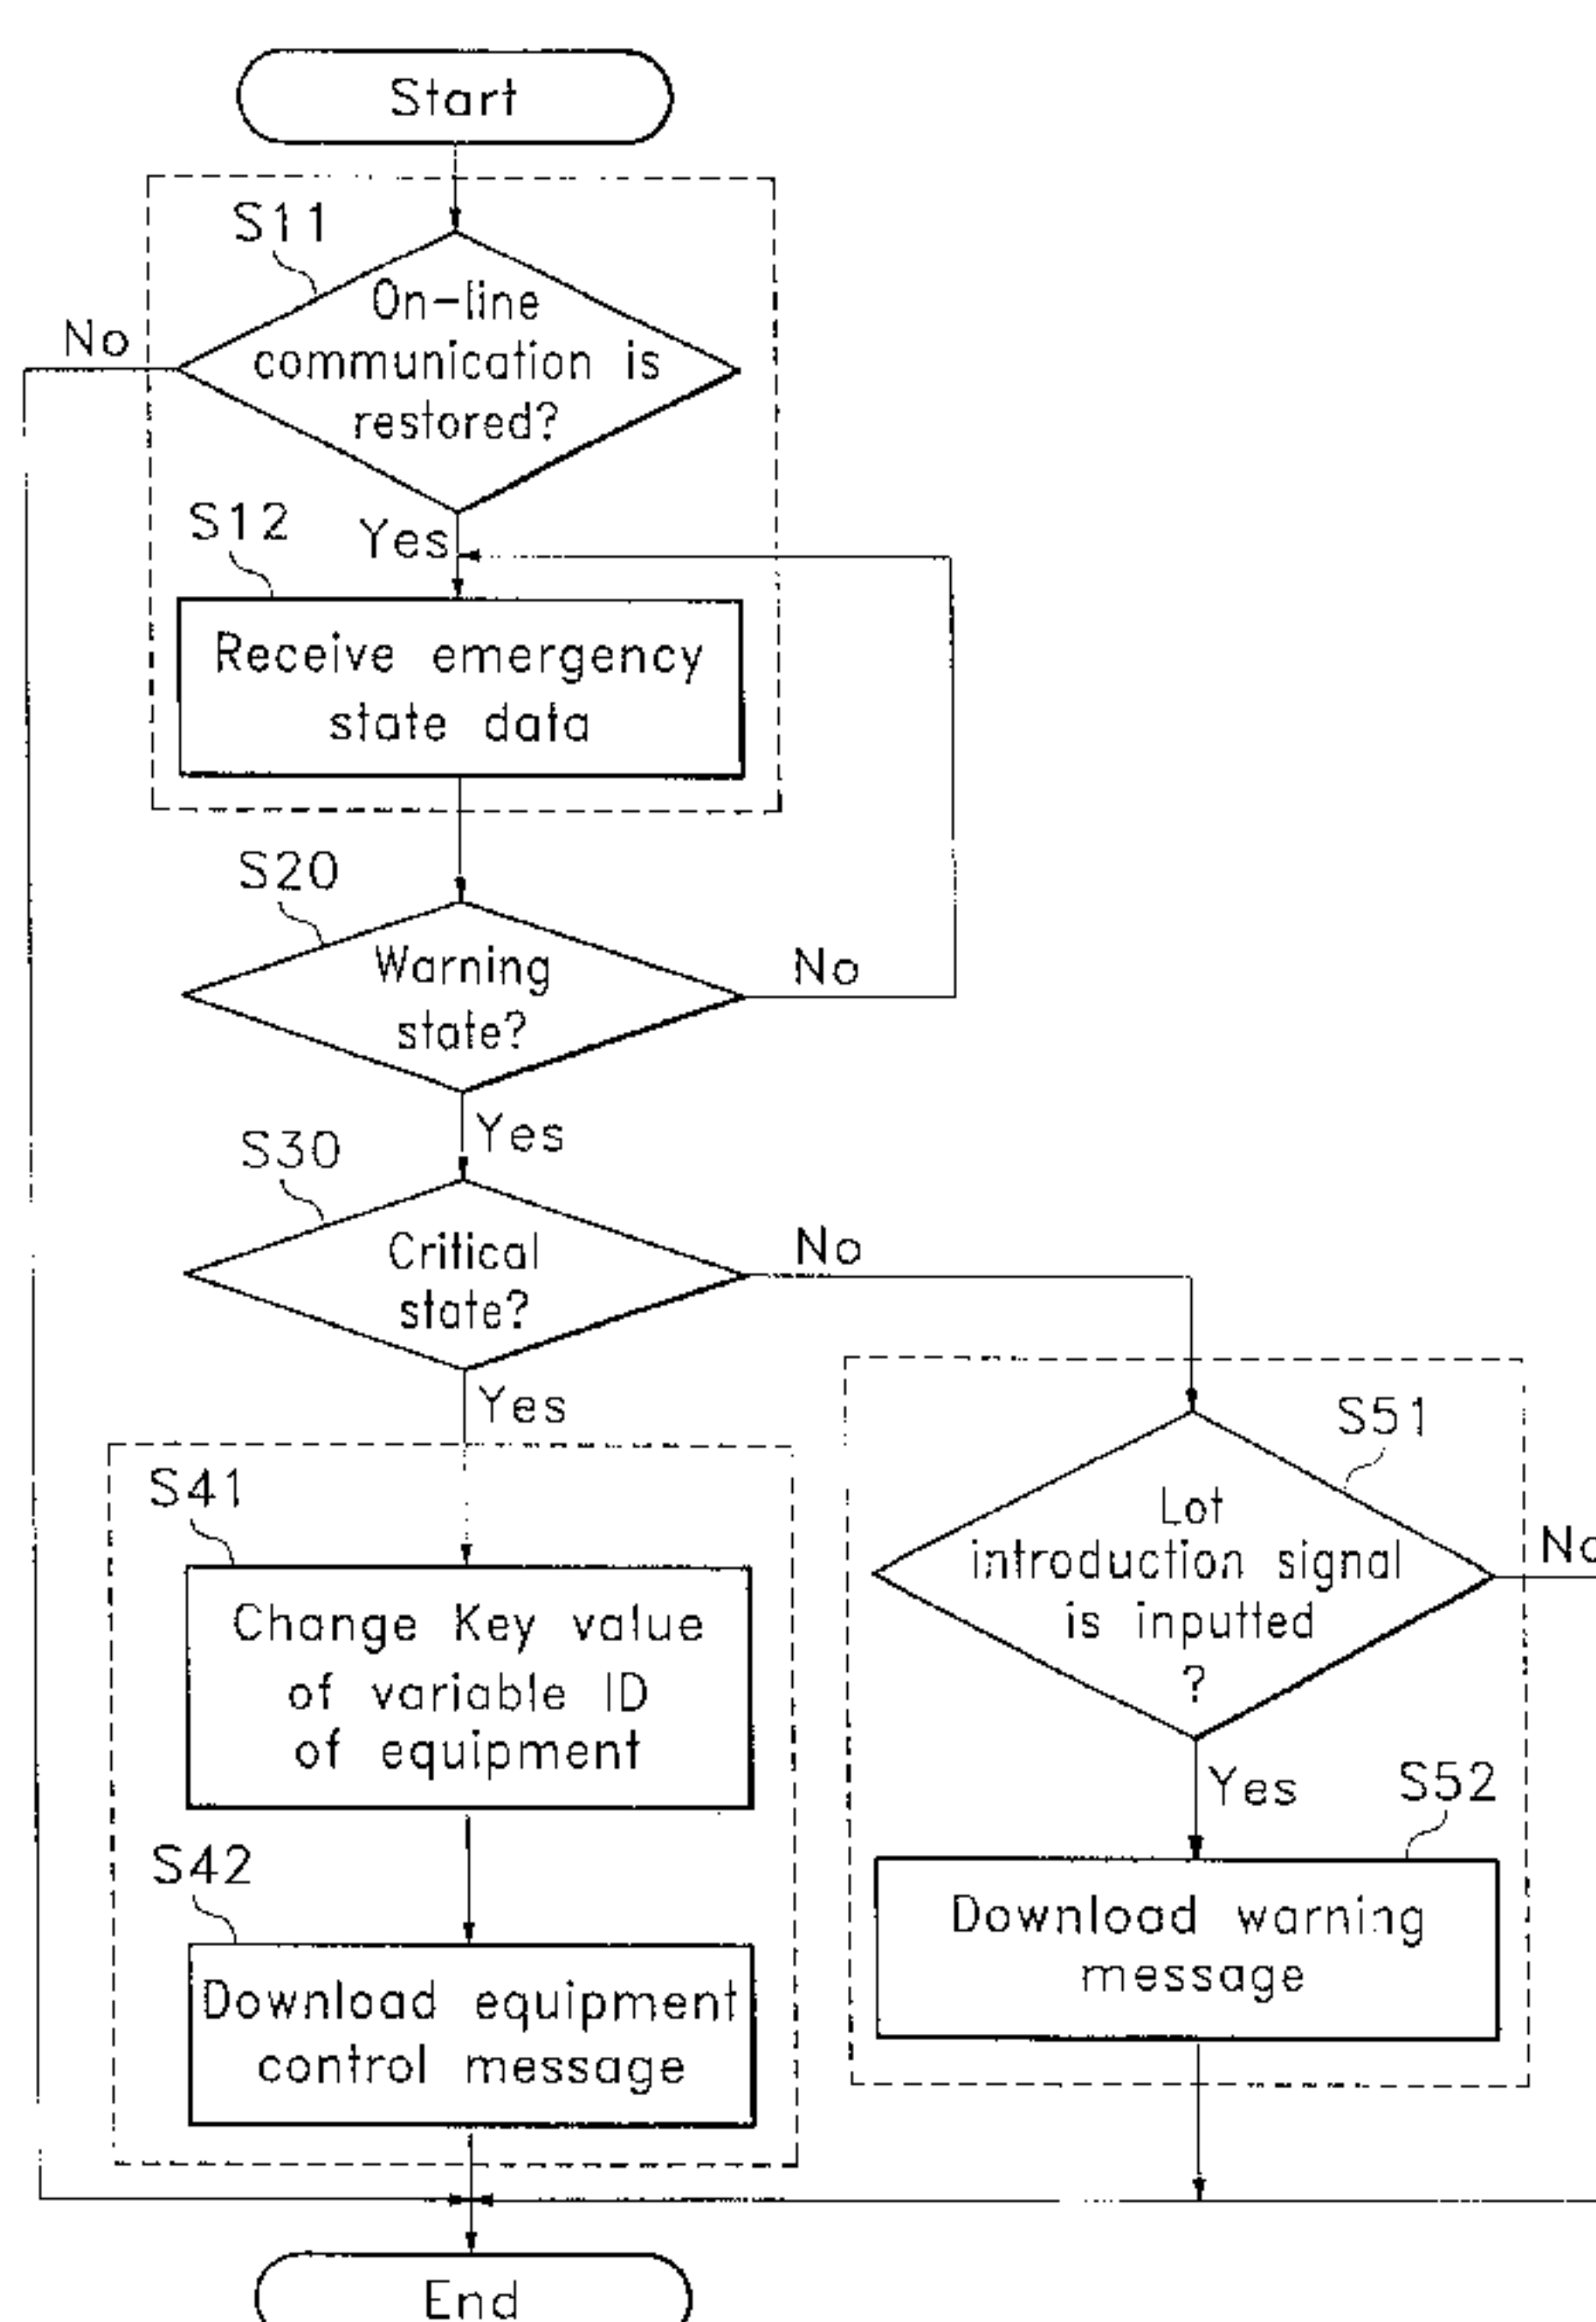 Start
S11
On-line
communication is
restored?
No
Yes
S12
Receive emergency
state data
S20
Warning
state?
No
Yes
S30
Critical
state?
No
Yes
S41
Change Key value
of variable ID
of equipment
S42
Download equipment
control message
S51
Lot
introduction signal
is inputted
?
No
Yes
S52
Download warning
message
End